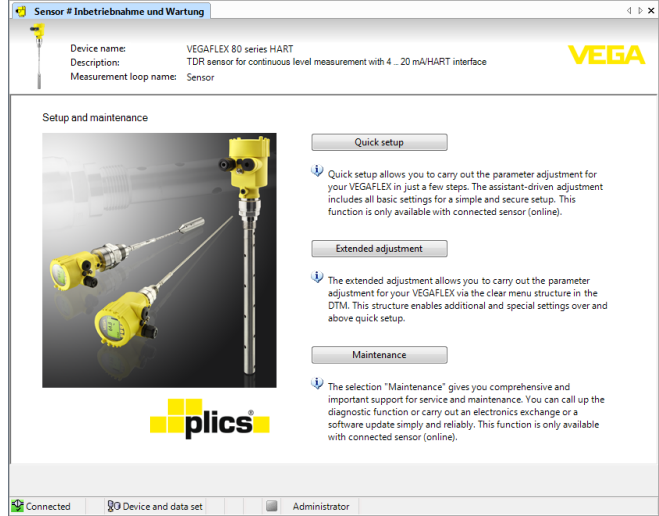 Sensor # Inbetriebnahme und Wartung
Device name: VEGAFLEX 80 series HART
Description: TDR sensor for continuous level measurement with 4 .. 20 mA/HART interface
Measurement loop name: Sensor
VEGA
Setup and maintenance
Quick setup
Quick setup allows you to carry out the parameter adjustment for
your VEGAFLEX in just a few steps. The assistant-driven adjustment
includes all basic settings for a simple and secure setup. This
function is only available with connected sensor (online).
Extended adjustment
The extended adjustment allows you to carry out the parameter
adjustment for your VEGAFLEX via the clear menu structure in the
DTM. This structure enables additional and special settings over and
above quick setup.
Maintenance
The selection "Maintenance" gives you comprehensive and
important support for service and maintenance. You can call up the
diagnostic function or carry out an electronics exchange or a
software update simply and reliably. This function is only available
with connected sensor (online).
plics®
Connected
Device and data set
Administrator